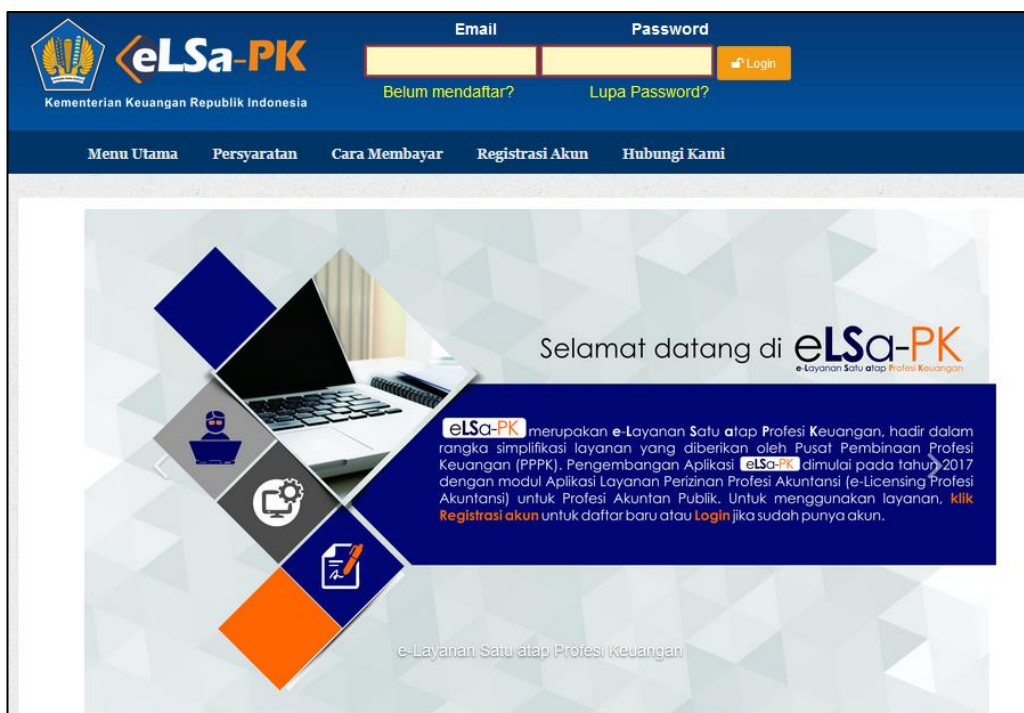 eLSa-PK
Kementerian Keuangan Republik Indonesia
Email Password
Login
Belum mendaftar? Lupa Password?
Menu Utama Persyaratan Cara Membayar Registrasi Akun Hubungi Kami
Selamat datang di eLSa-PK
e-Layanan Satu atap Profesi Keuangan
eLSa-PK merupakan e-Layanan Satu atap Profesi Keuangan, hadir dalam
rangka simplifikasi layanan yang diberikan oleh Pusat Pembinaan Profesi
Keuangan (PPPK). Pengembangan Aplikasi eLSa-PK dimulai pada tahun 2017
dengan modul Aplikasi Layanan Perizinan Profesi Akuntansi (e-Licensing Profesi
Akuntansi) untuk Profesi Akuntan Publik. Untuk menggunakan layanan, klik
Registrasi akun untuk daftar baru atau Login jika sudah punya akun.
e-Layanan Satu atap Profesi Keuangan